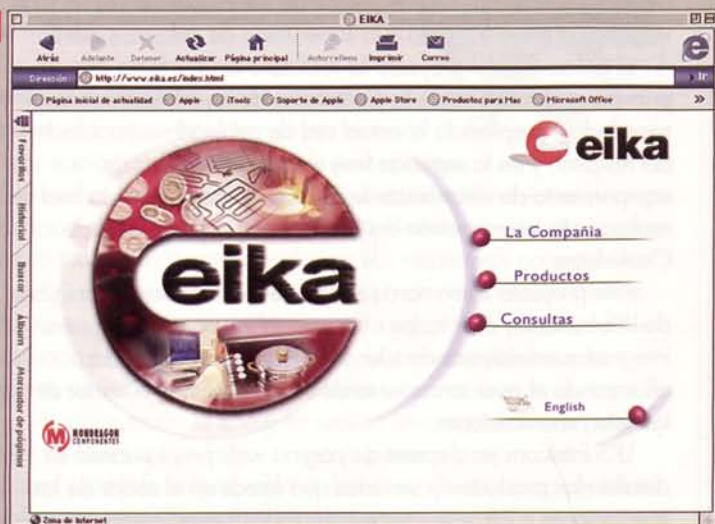 EIKA
Atrás Adelante Detener Actualizar Página principal Autorrelleno Imprimir Correo
Dirección http://www.eika.es/index.html Ir
Página inicial de actualidad Apple iTools Soporte de Apple Apple Store Productos para Mac Microsoft Office
Favoritos
Historial
Buscar
Álbum
Marcador de páginas
eika
eika
La Compañia
Productos
Consultas
English
MONDRAGON
COMPONENTES
Zona de Internet